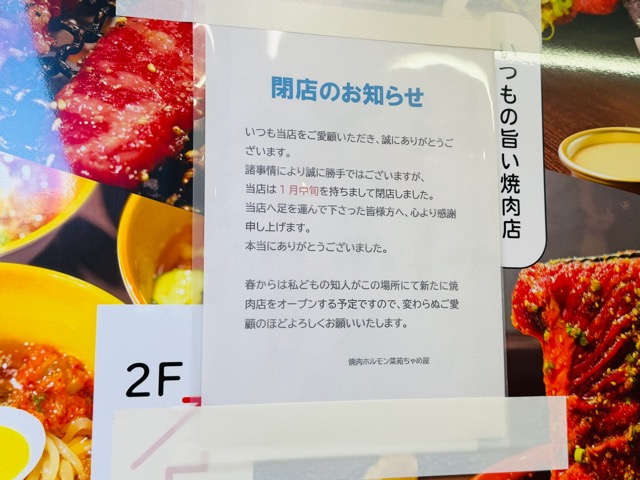 閉店のお知らせ
いつも当店をご愛顧いただき、誠にありがとうご
ざいます。
諸事情により誠に勝手ではございますが、
当店は1月中旬を持ちまして閉店しました。
当店へ足を運んで下さった皆様方へ、心より感謝
申し上げます。
本当にありがとうございました。
春からは私どもの知人がこの場所にて新たに焼
肉店をオープンする予定ですので、変わらぬご愛
顧のほどよろしくお願いいたします。
焼肉ホルモン菜苑ちゃめ屋
いつもの旨い焼肉店
2F